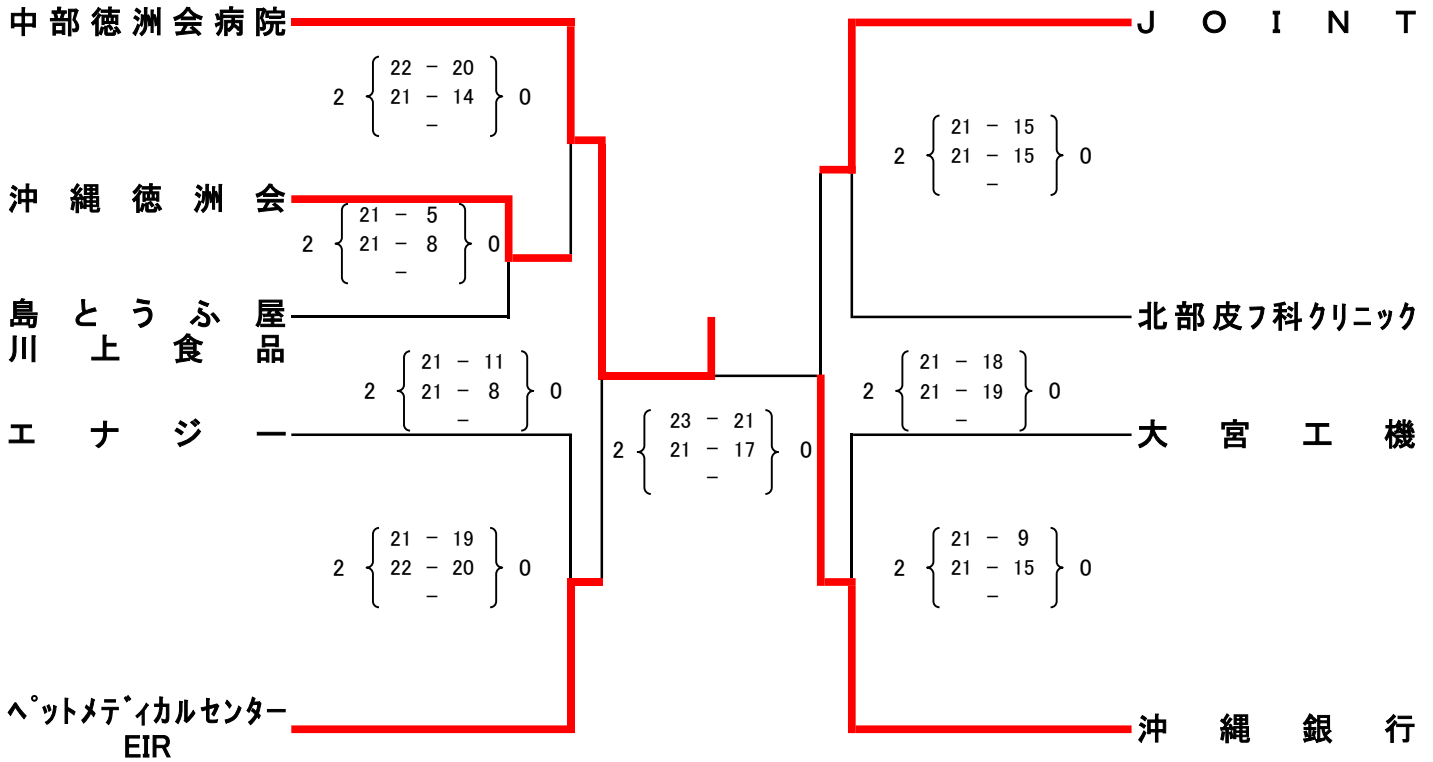 中部徳洲会病院
JOINT
22 - 20
2 { 21 - 14 } 0
-
21 - 15
2 { 21 - 15 } 0
-
沖縄徳洲会
21 - 5
2 { 21 - 8 } 0
-
島とうふ屋
川上食品
北部皮フ科クリニック
21 - 11
2 { 21 - 8 } 0
-
21 - 18
2 { 21 - 19 } 0
-
エナジー
大宮工機
23 - 21
2 { 21 - 17 } 0
-
21 - 19
2 { 22 - 20 } 0
-
21 - 9
2 { 21 - 15 } 0
-
ペットメディカルセンター
EIR
沖縄銀行